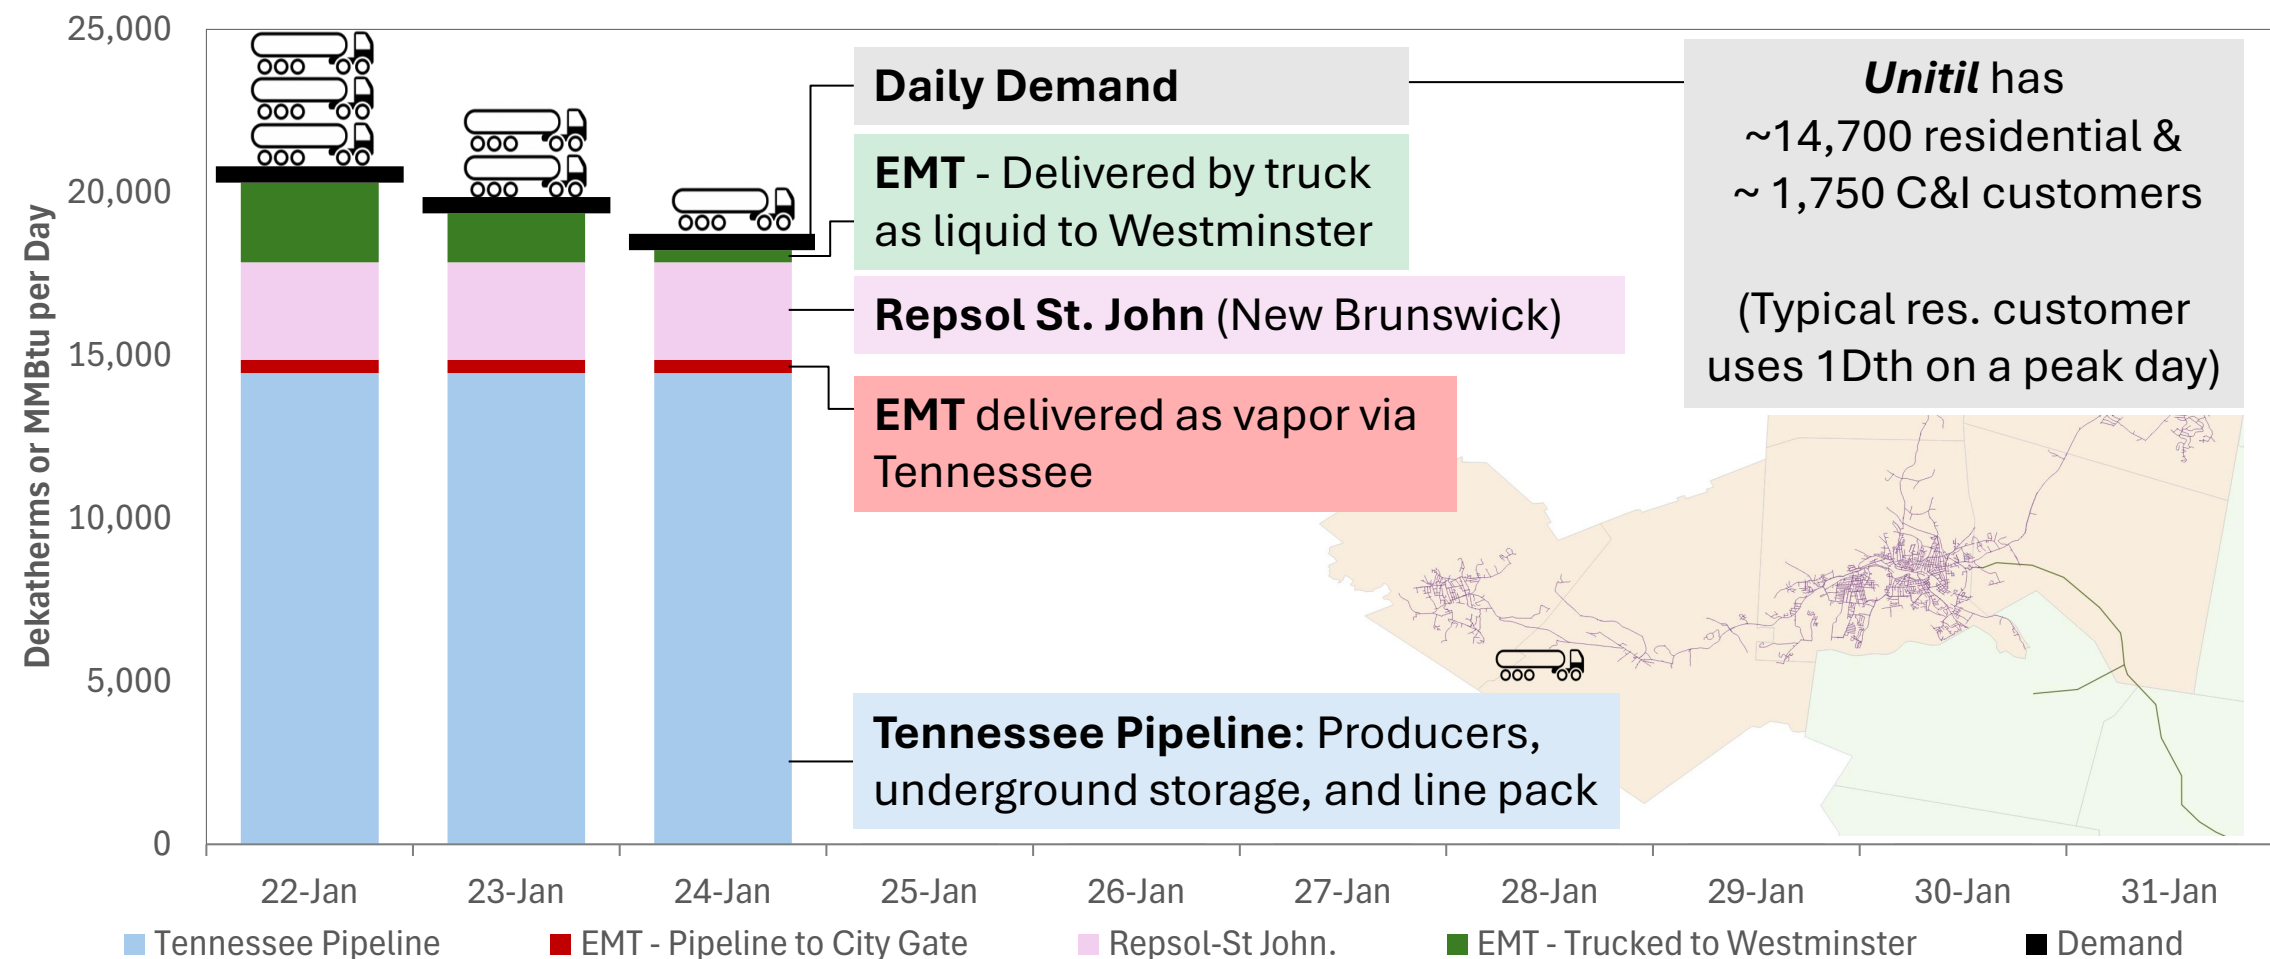 Dekatherms or MMBtu per Day
25,000
20,000
15,000
10,000
5,000
0
Daily Demand
EMT - Delivered by truck
as liquid to Westminster
Repsol St. John (New Brunswick)
EMT delivered as vapor via
Tennessee
Tennessee Pipeline: Producers,
underground storage, and line pack
Unitil has
~14,700 residential &
~ 1,750 C&I customers
(Typical res. customer
uses 1Dth on a peak day)
22-Jan
23-Jan
24-Jan
25-Jan
26-Jan
27-Jan
28-Jan
29-Jan
30-Jan
31-Jan
Tennessee Pipeline
EMT - Pipeline to City Gate
Repsol-St John.
EMT - Trucked to Westminster
Demand